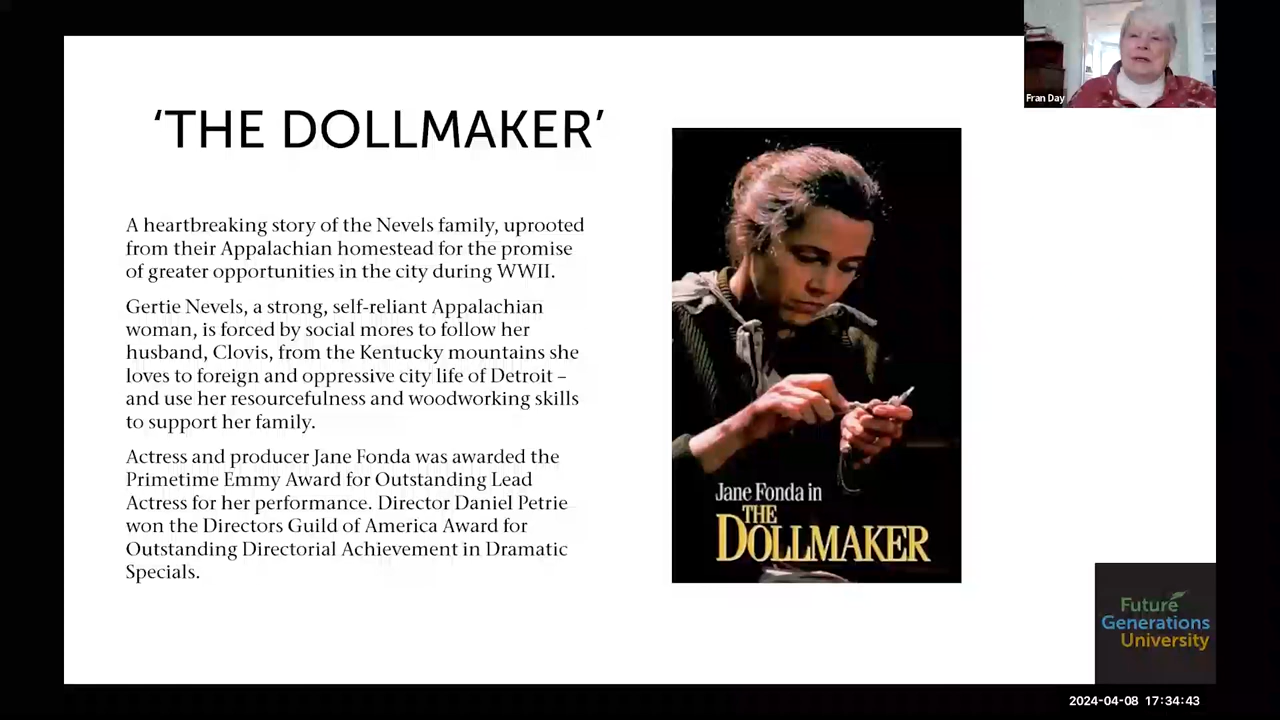 ‘THE DOLLMAKER’
A heartbreaking story of the Nevels family, uprooted
from their Appalachian homestead for the promise
of greater opportunities in the city during WWII.
Gertie Nevels, a strong, self-reliant Appalachian
woman, is forced by social mores to follow her
husband, Clovis, from the Kentucky mountains she
loves to foreign and oppressive city life of Detroit –
and use her resourcefulness and woodworking skills
to support her family.
Actress and producer Jane Fonda was awarded the
Primetime Emmy Award for Outstanding Lead
Actress for her performance. Director Daniel Petrie
won the Directors Guild of America Award for
Outstanding Directorial Achievement in Dramatic
Specials.
Jane Fonda in
THE
DOLLMAKER
Fran Day
Future
Generations
University
2024-04-08 17:34:43